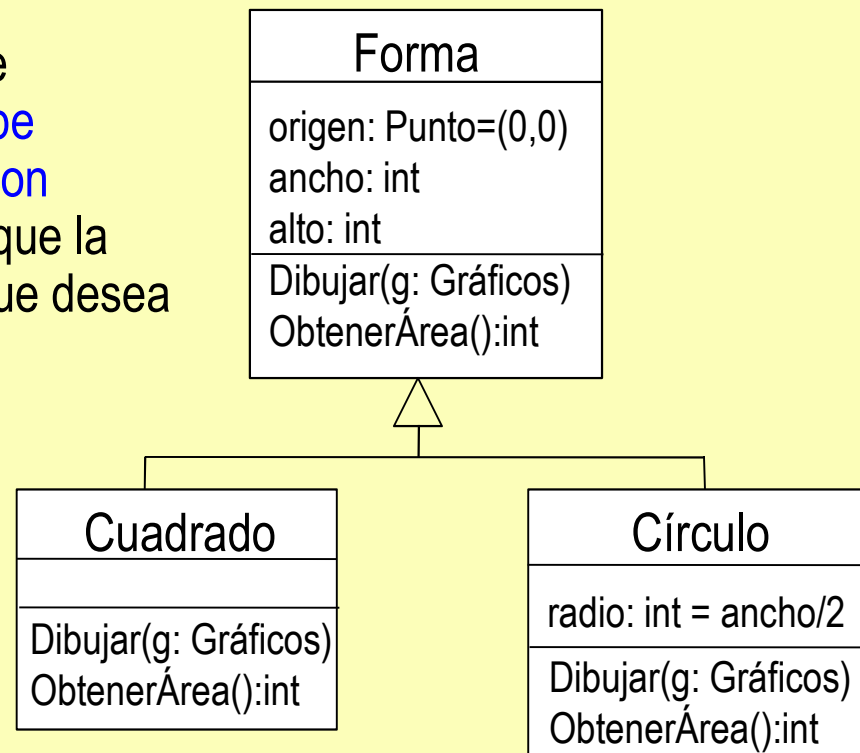 e
be
on
que la
ue desea
Forma
origen: Punto=(0,0)
ancho: int
alto: int
Dibujar(g: Gráficos)
ObtenerÁrea():int
Cuadrado
Dibujar(g: Gráficos)
ObtenerÁrea():int
Círculo
radio: int = ancho/2
Dibujar(g: Gráficos)
ObtenerÁrea():int